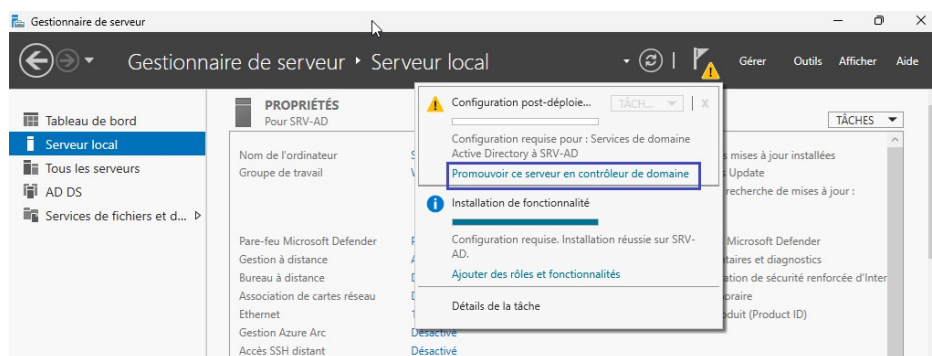 Gestionnaire de serveur
Gestionnaire de serveur • Serveur local
Gérer Outils Afficher Aide
Tableau de bord
Serveur local
Tous les serveurs
AD DS
Services de fichiers et d...
PROPRIÉTÉS
Pour SRV-AD
TÂCHES
Nom de l'ordinateur
Groupe de travail
Pare-feu Microsoft Defender
Gestion à distance
Bureau à distance
Association de cartes réseau
Ethernet
Gestion Azure Arc
Désactivé
Accès SSH distant
Désactivé
Configuration post-déploie...
TÂCH...
Configuration requise pour : Services de domaine
Active Directory à SRV-AD
Promouvoir ce serveur en contrôleur de domaine
Installation de fonctionnalité
Configuration requise. Installation réussie sur SRV-
AD.
Ajouter des rôles et fonctionnalités
Détails de la tâche
mises à jour installées
Update
recherche de mises à jour :
Microsoft Defender
et diagnostics
de sécurité renforcée d'Inter
(Product ID)